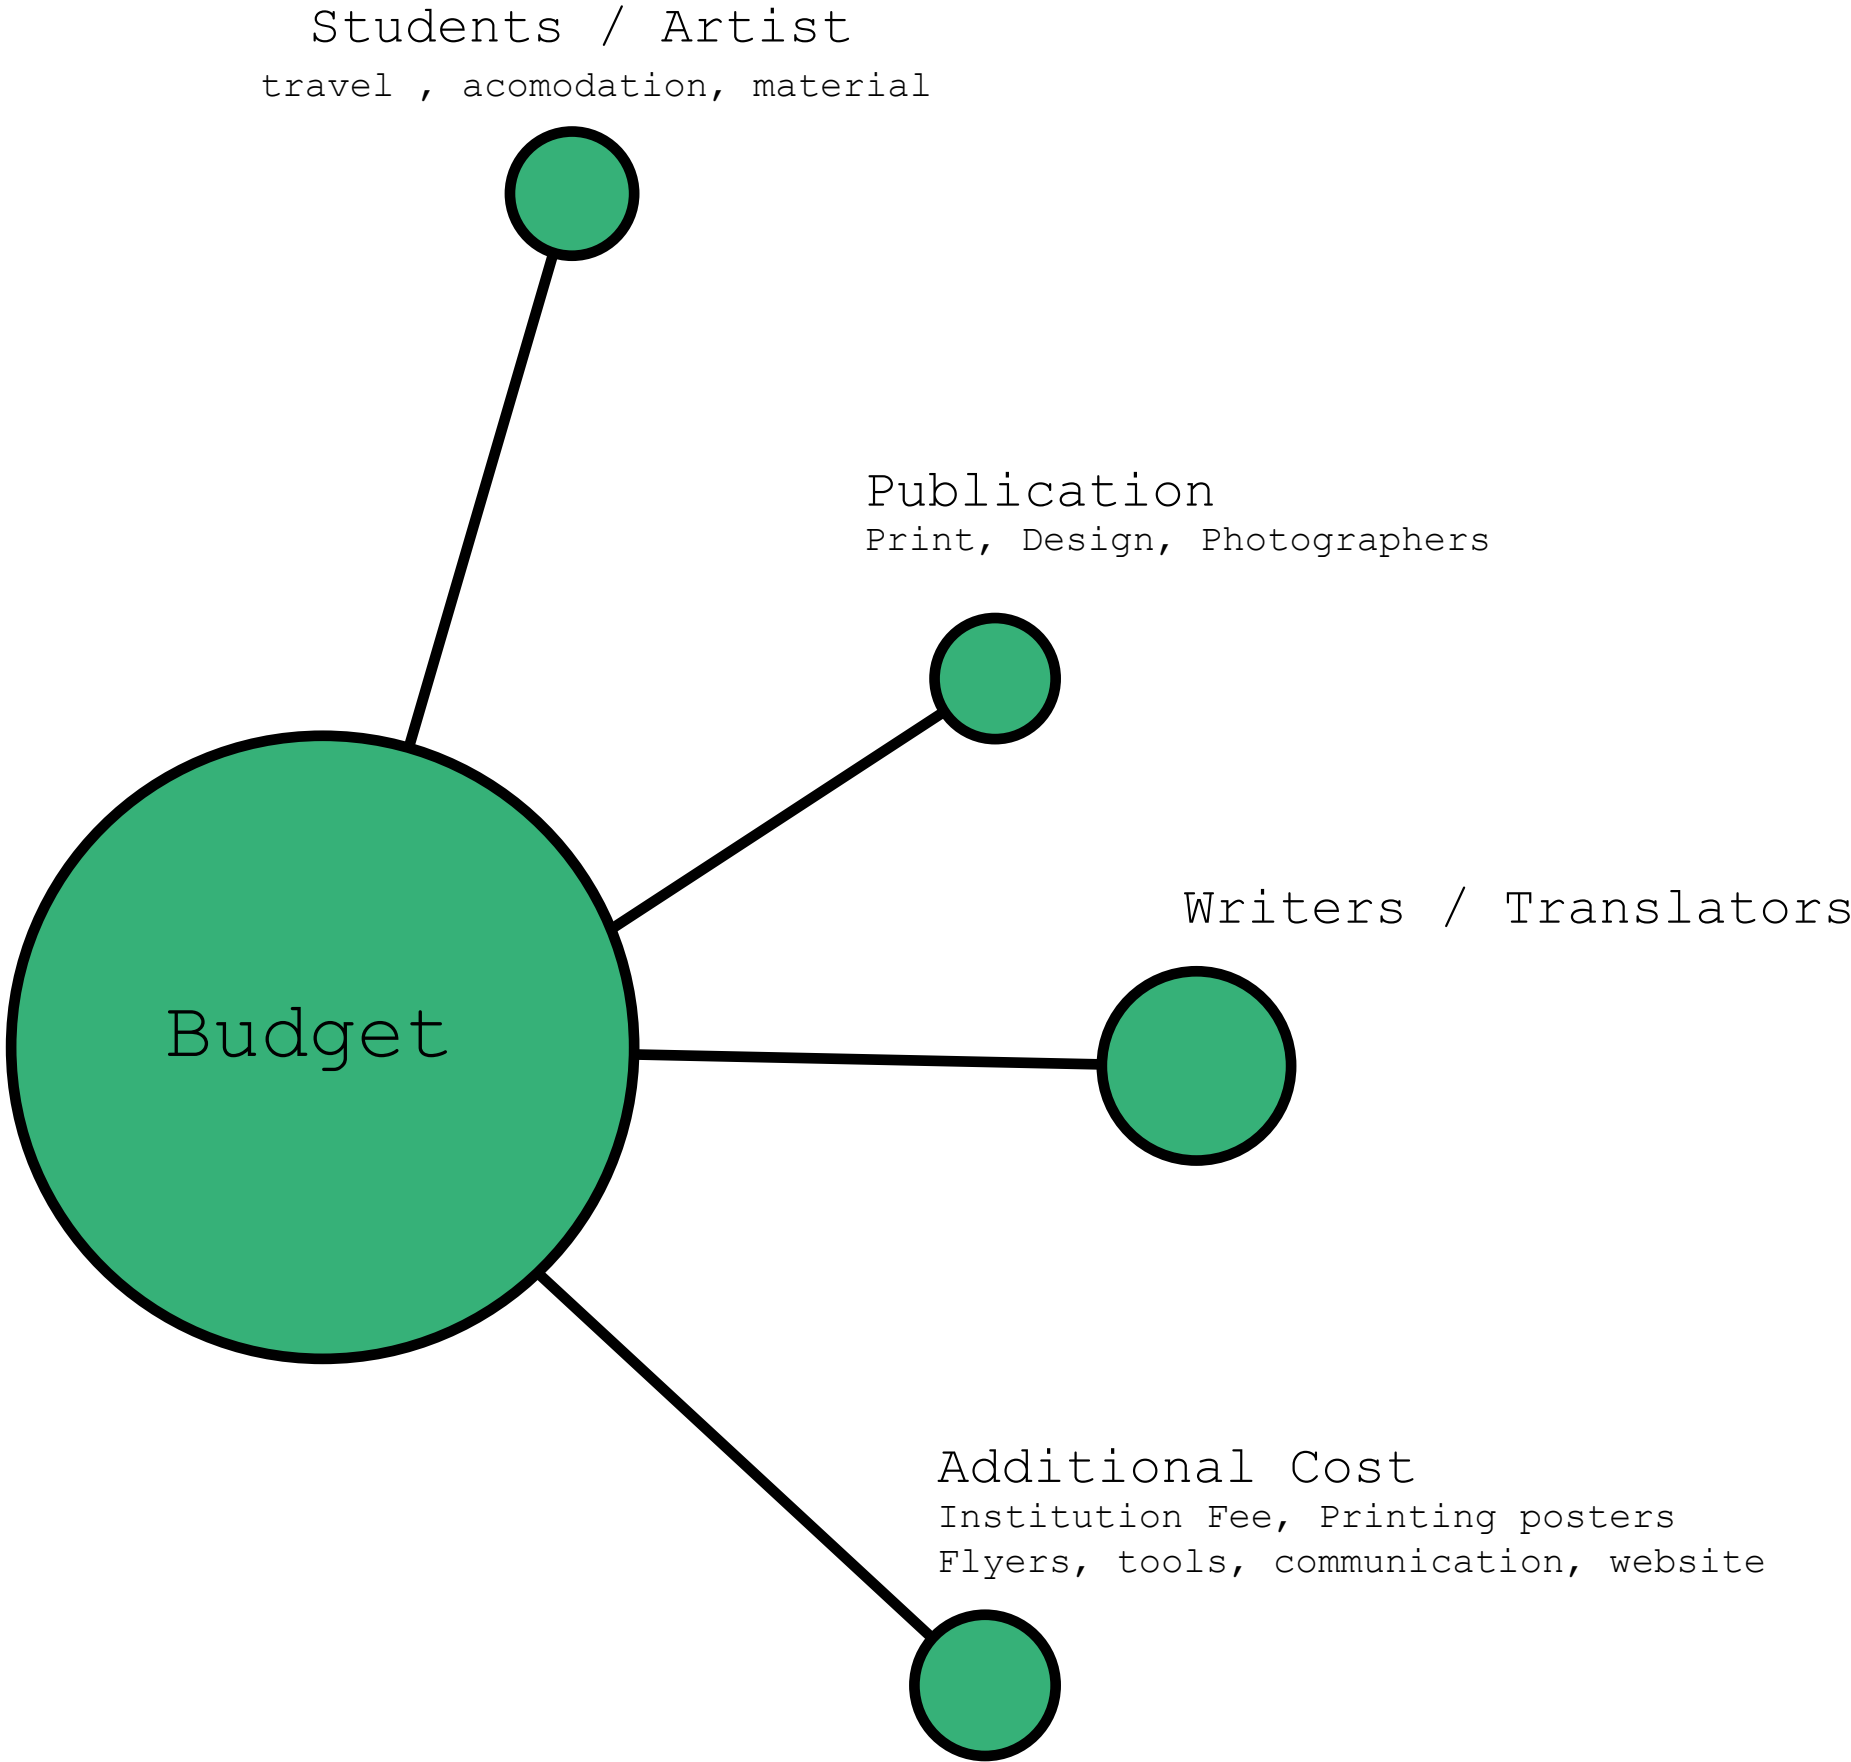 Students / Artist
travel , acomodation, material
Publication
Print, Design, Photographers
Writers / Translators
Budget
Additional Cost
Institution Fee, Printing posters
Flyers, tools, communication, website